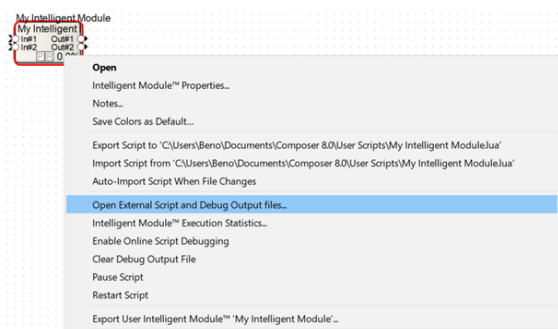 My Intelligent Module
My Intelligent
In#1 Out#1
In#2 Out#2
Open
Intelligent Module™ Properties...
Notes...
Save Colors as Default...
Export Script to 'C:\Users\Beno\Documents\Composer 8.0\User Scripts\My Intelligent Module.lua'
Import Script from 'C:\Users\Beno\Documents\Composer 8.0\User Scripts\My Intelligent Module.lua'
Auto-Import Script When File Changes
Open External Script and Debug Output files...
Intelligent Module™ Execution Statistics...
Enable Online Script Debugging
Clear Debug Output File
Pause Script
Restart Script
Export User Intelligent Module™ 'My Intelligent Module'...